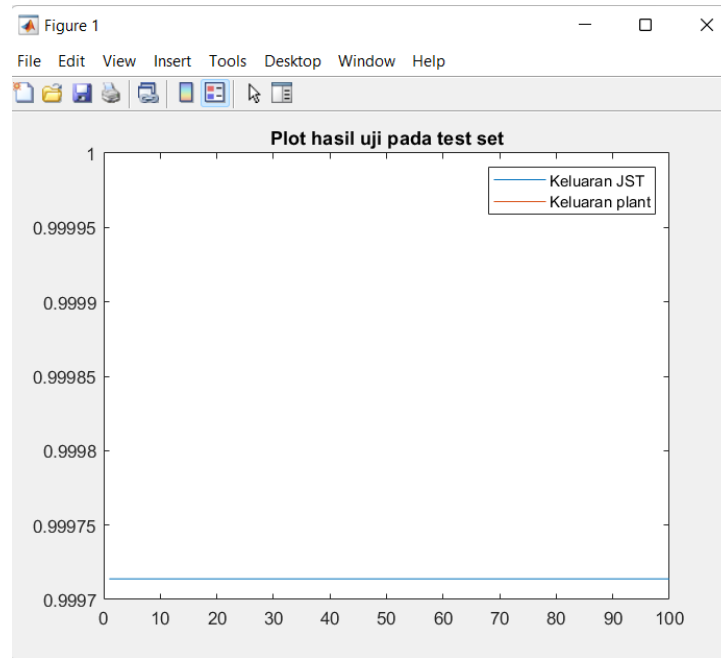 Figure 1
File Edit View Insert Tools Desktop Window Help
Plot hasil uji pada test set
1
Keluaran JST
Keluaran plant
0.99995
0.9999
0.99985
0.9998
0.99975
0.9997
0 10 20 30 40 50 60 70 80 90 100